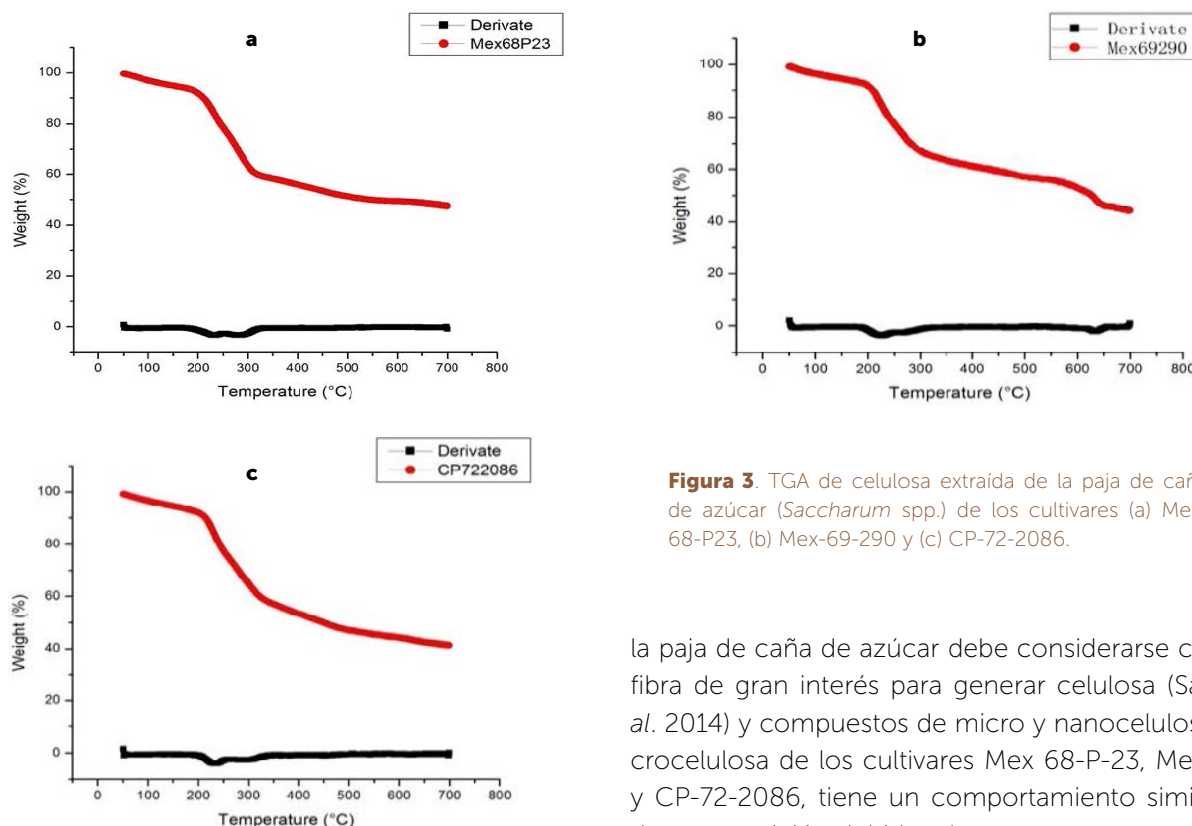 a
Derivate
Mex68P23
100
80
60
40
20
0
Weight (%)
0 100 200 300 400 500 600 700 800
Temperature (°C)
b
Derivate
Mex69290
100
80
60
40
20
0
Weight (%)
0 100 200 300 400 500 600 700 800
Temperature (°C)
c
Derivate
CP722086
100
80
60
40
20
0
Weight (%)
0 100 200 300 400 500 600 700 800
Temperature (°C)
Figura 3. TGA de celulosa extraída de la paja de cañ
de azúcar (Saccharum spp.) de los cultivares (a) Me
68-P23, (b) Mex-69-290 y (c) CP-72-2086.
la paja de caña de azúcar debe considerarse c
fibra de gran interés para generar celulosa (Sa
al. 2014) y compuestos de micro y nanocelulos
crocelulosa de los cultivares Mex 68-P-23, Me
y CP-72-2086, tiene un comportamiento simi